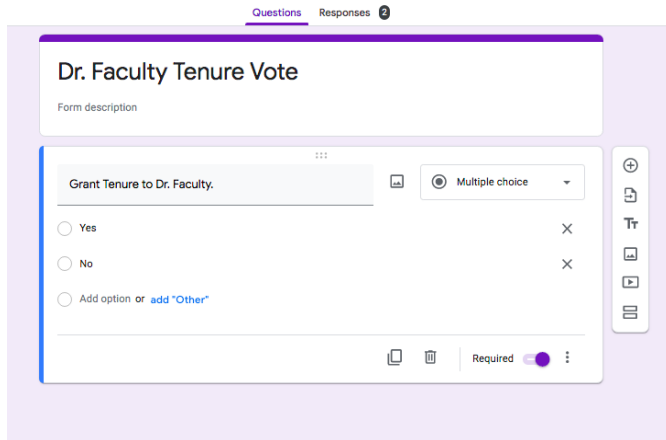 Questions Responses 2
Dr. Faculty Tenure Vote
Form description
Grant Tenure to Dr. Faculty.
Multiple choice
Yes
No
Add option or add "Other"
Required
Tт